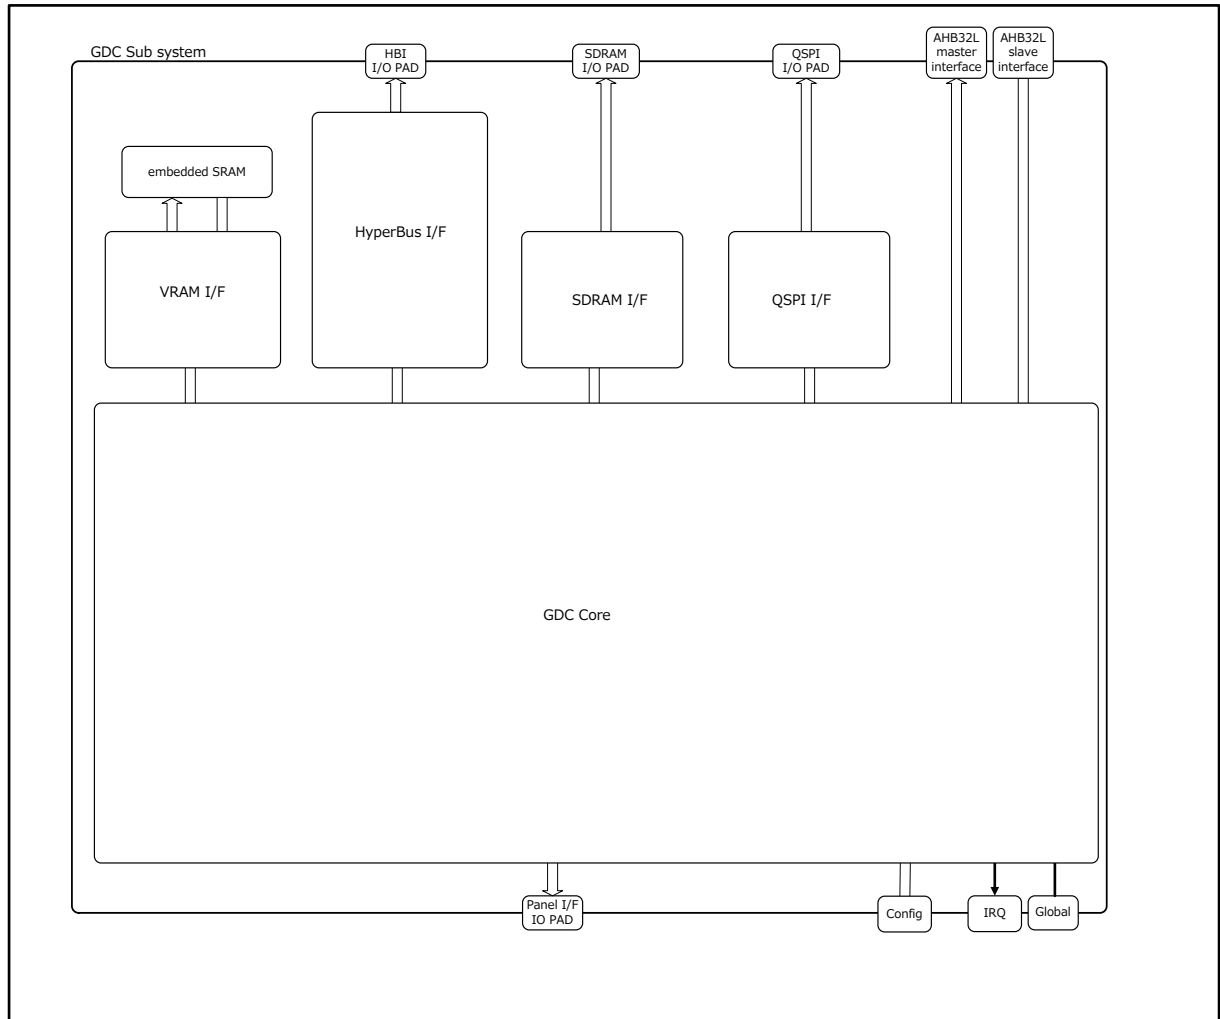 GDC Sub system
HBI
I/O PAD
SDRAM
I/O PAD
QSPI
I/O PAD
AHB32L
master
interface
AHB32L
slave
interface
embedded SRAM
VRAM I/F
HyperBus I/F
SDRAM I/F
QSPI I/F
GDC Core
Panel I/F
IO PAD
Config
IRQ
Global